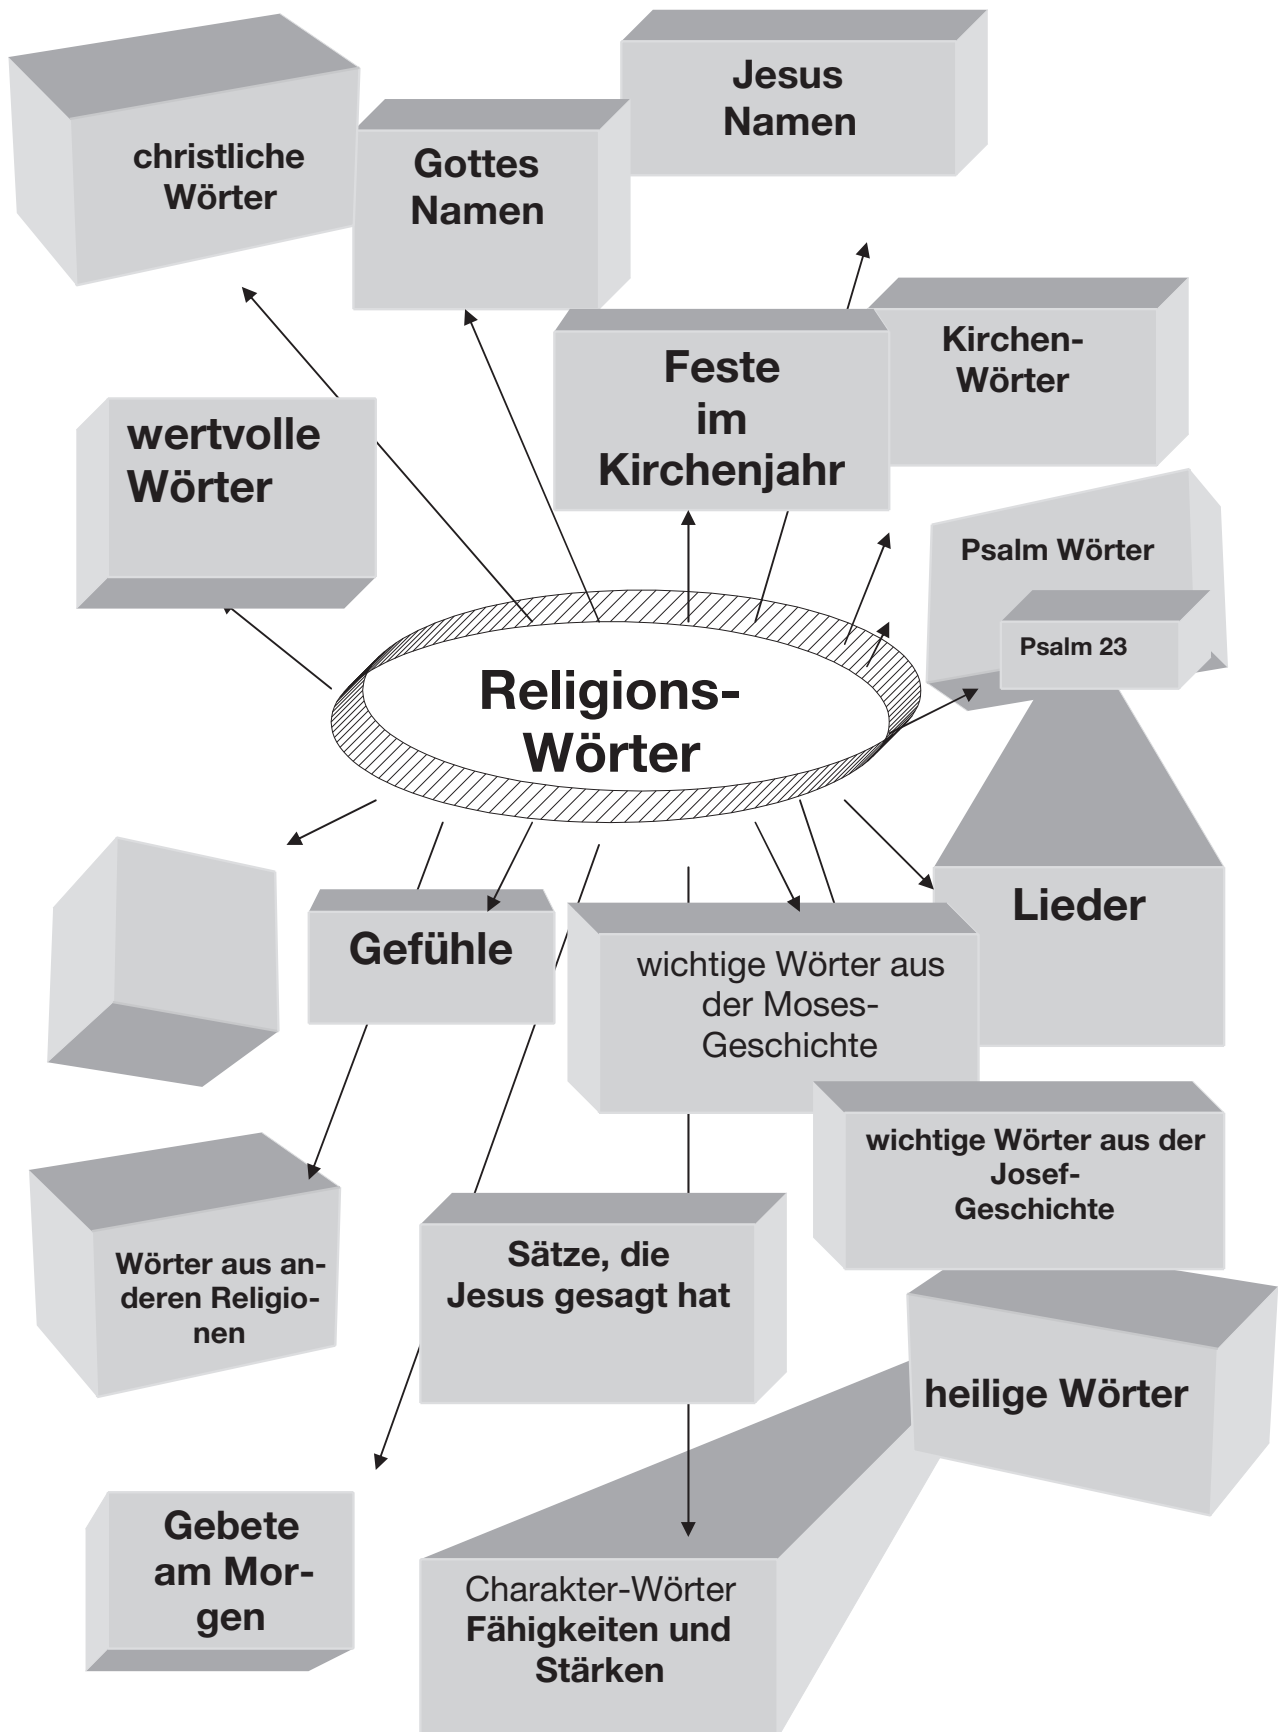 Jesus
Namen
christliche
Wörter
Gottes
Namen
Kirchen-
Wörter
Feste
im
Kirchenjahr
wertvolle
Wörter
Psalm Wörter
Psalm 23
Religions-
Wörter
Lieder
Gefühle
wichtige Wörter aus
der Moses-
Geschichte
wichtige Wörter aus der
Josef-
Geschichte
Wörter aus an-
deren Religio-
nen
Sätze, die
Jesus gesagt hat
heilige Wörter
Gebete
am Mor-
gen
Charakter-Wörter
Fähigkeiten und
Stärken